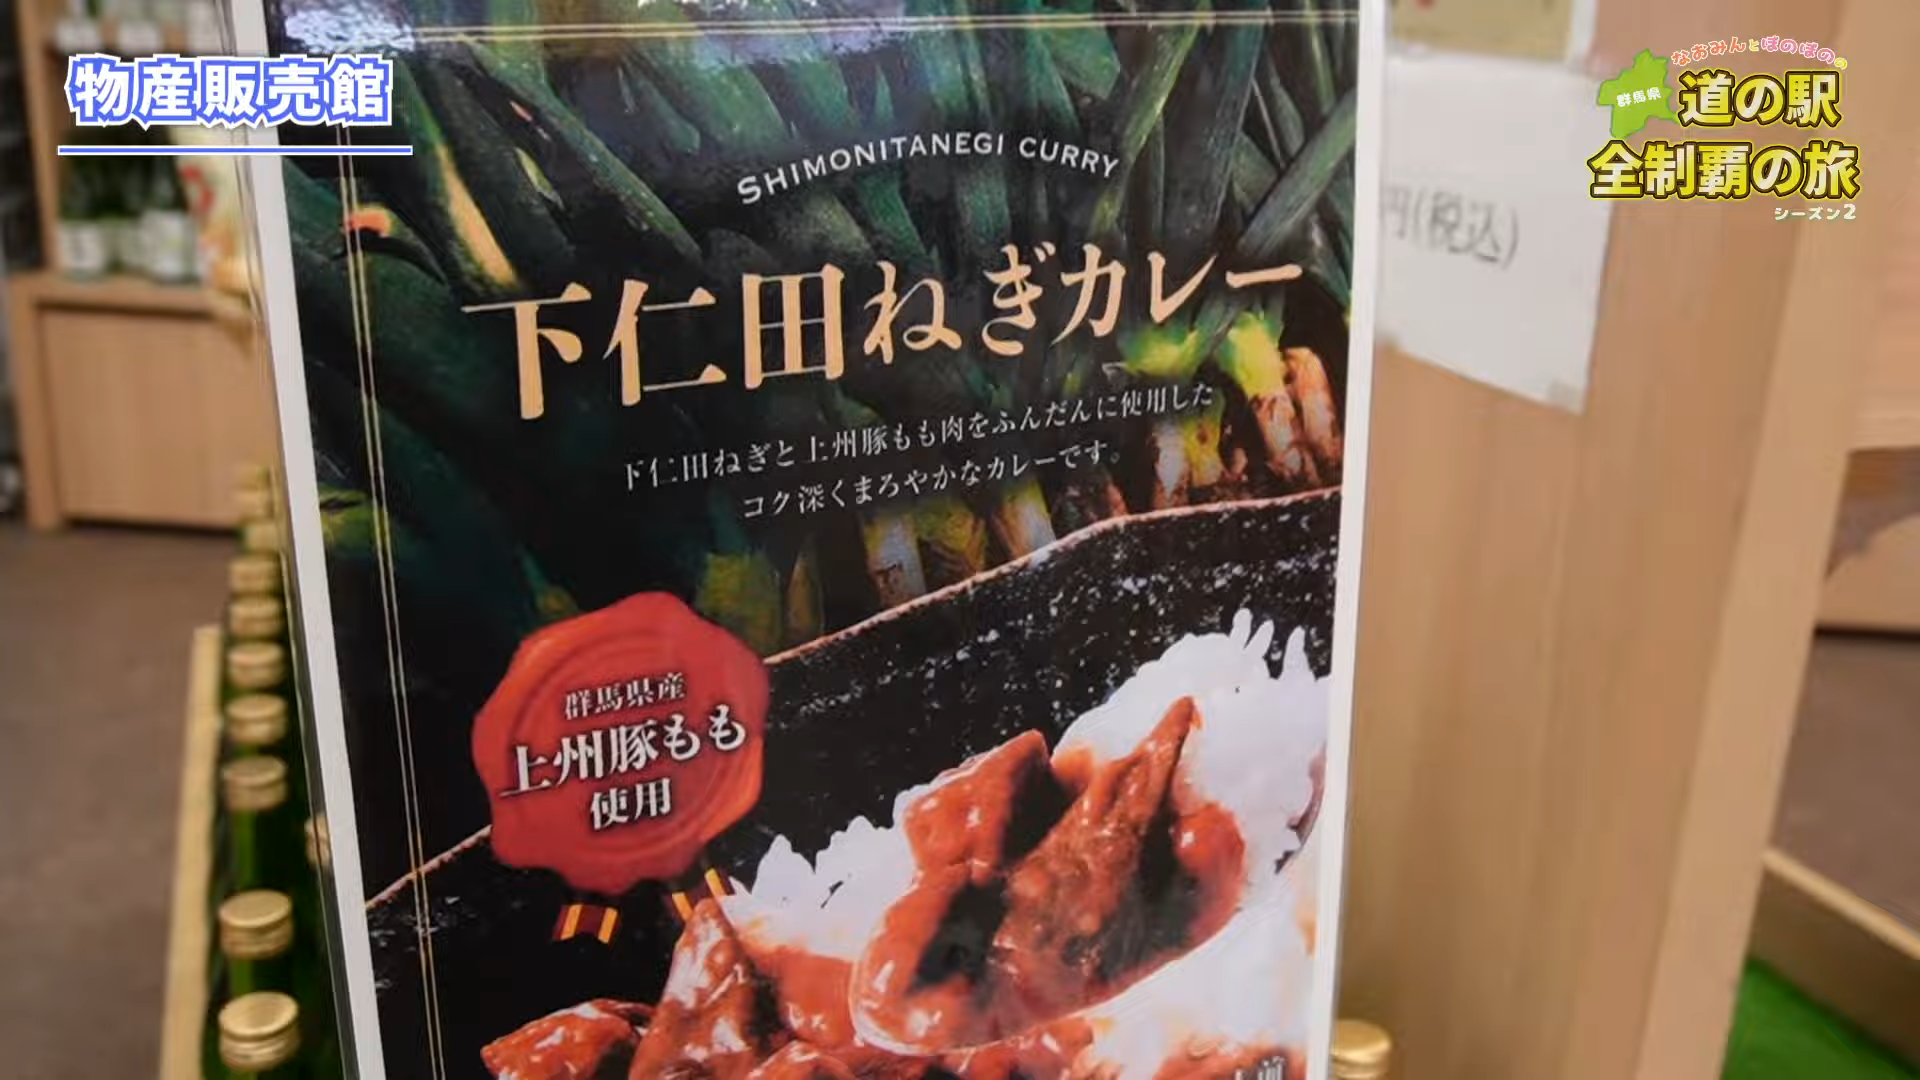 物産販売館
なおみんとほのぼのの
群馬県
道の駅
全制覇の旅
シーズン2
SHIMONITANEGI CURRY
下仁田ねぎカレー
下仁田ねぎと上州豚もも肉をふんだんに使用した
コク深くまろやかなカレーです。
円(税込)
群馬県産
上州豚もも
使用